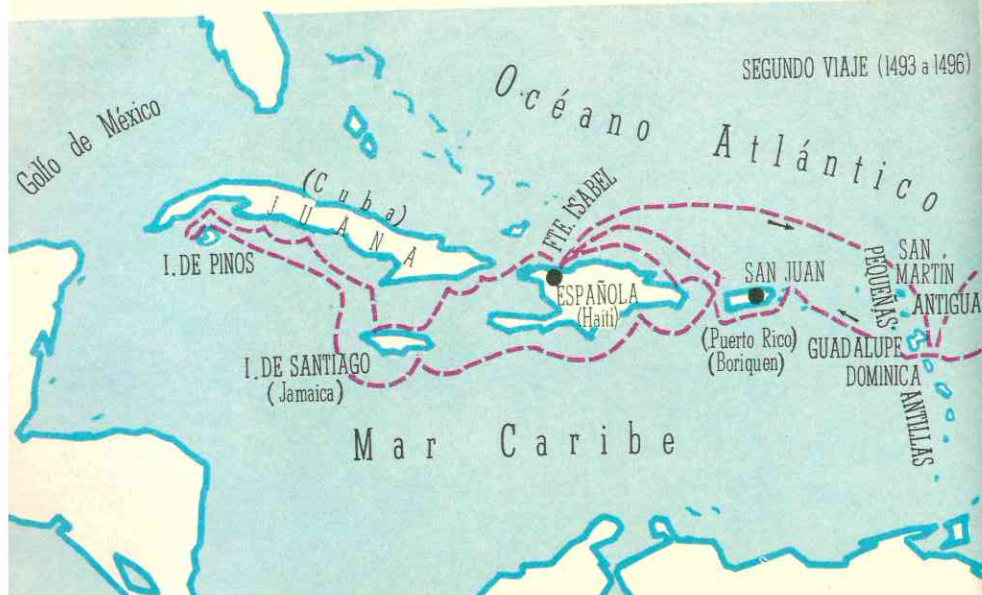 SEGUNDO VIAJE (1493 a 1496)
Océano Atlántico
Golfo de México
(Cuba)
JUANA
FTE. ISABEL
I. DE PINOS
ESPAÑOLA
(Haití)
SAN JUAN
(Puerto Rico)
(Boriquen)
PEQUEÑAS
SAN
MARTÍN
ANTIGUA
GUADALUPE
DOMINICA
ANTILLAS
I. DE SANTIAGO
(Jamaica)
Mar Caribe